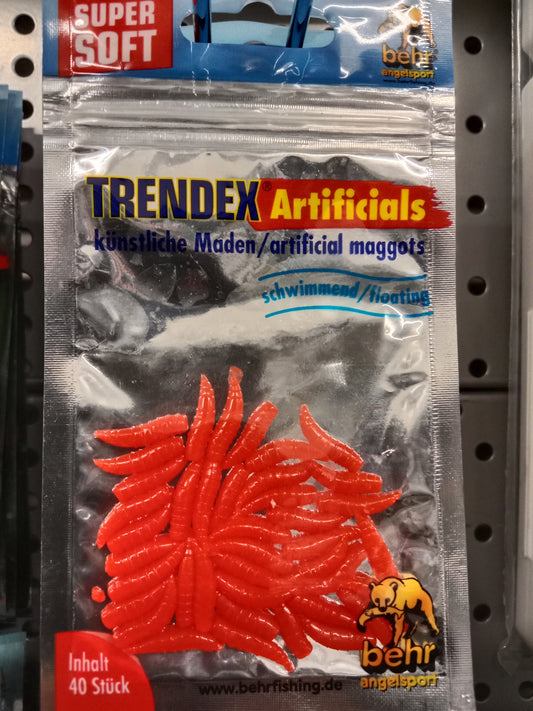 SUPER
SOFT
behr
angelsport
TRENDEX® Artificials
künstliche Maden/artificial maggots
schwimmend/floating
Inhalt
40 Stück
behr
angelsport
www.behrfishing.de